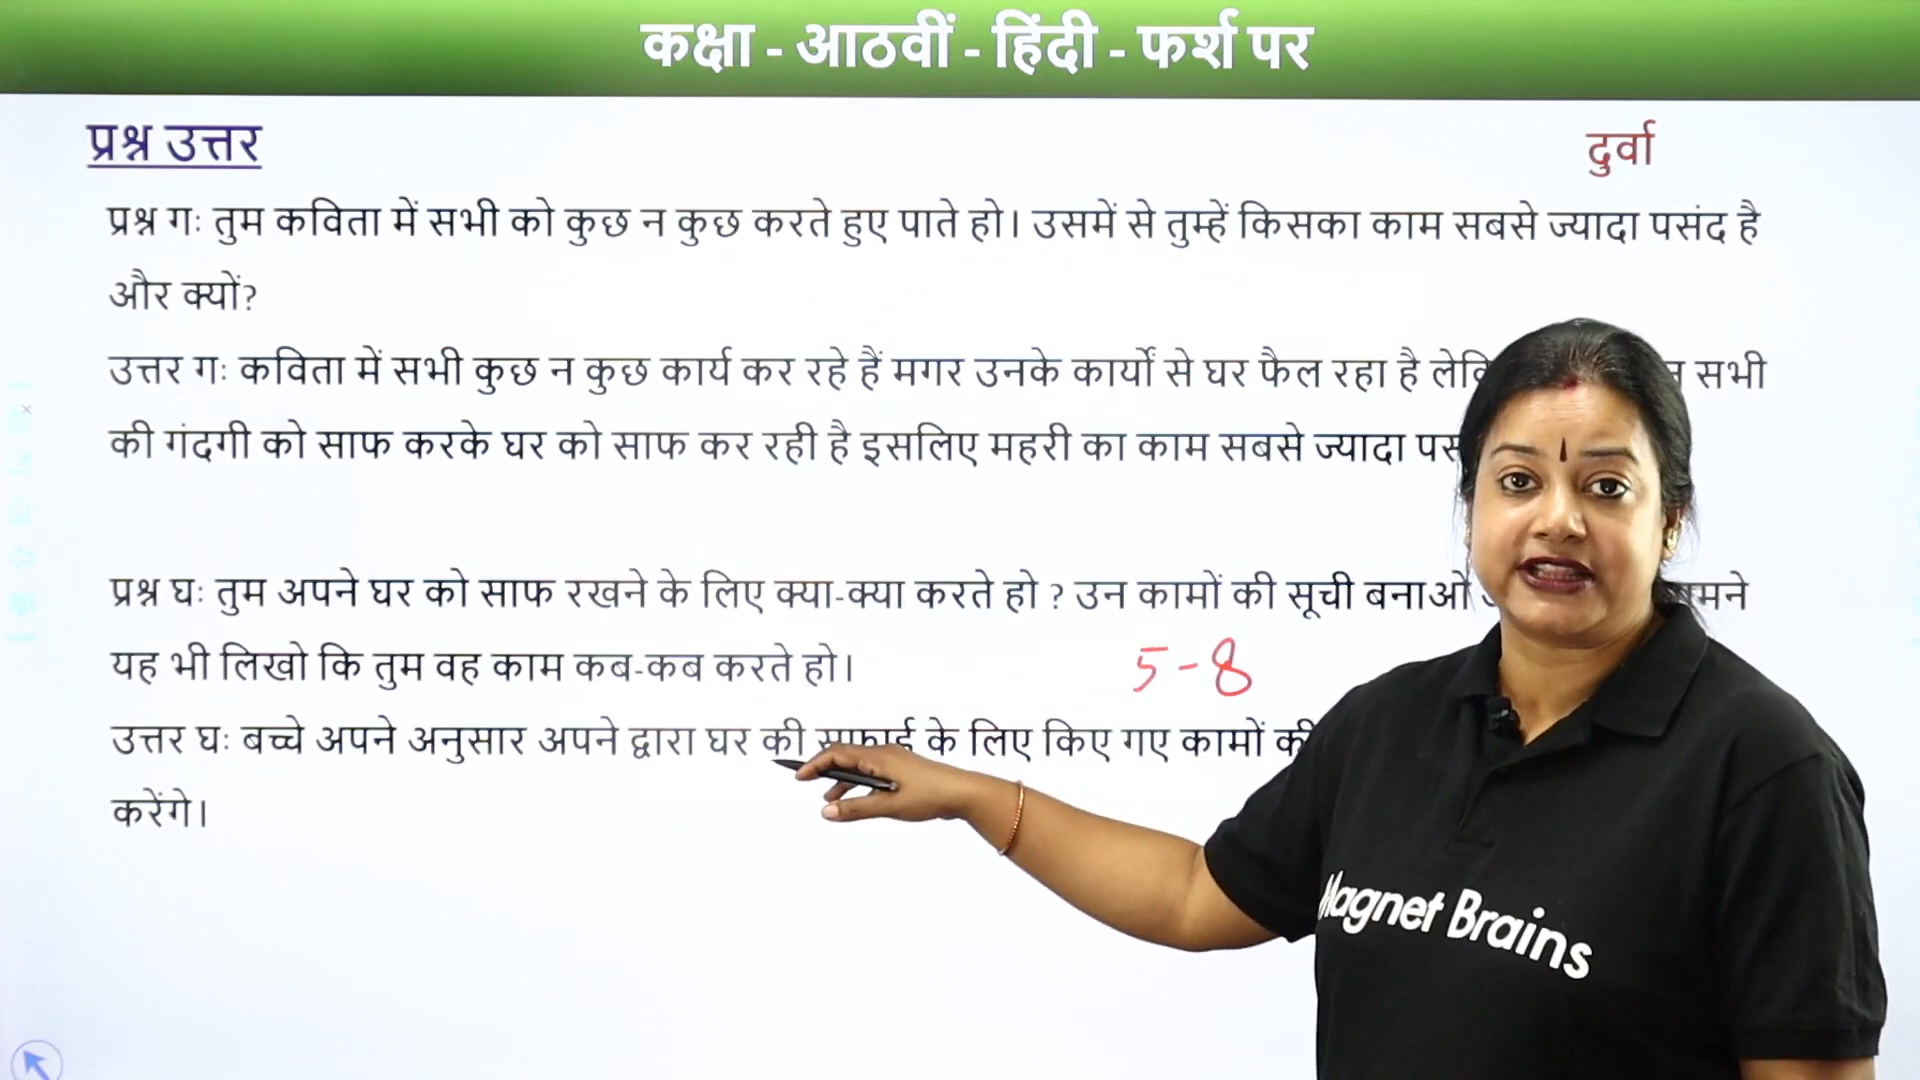 कक्षा - आठवीं - हिंदी - फर्श पर
प्रश्न उत्तर
दुर्वा
प्रश्न गः तुम कविता में सभी को कुछ न कुछ करते हुए पाते हो। उसमें से तुम्हें किसका काम सबसे ज्यादा पसंद है
और क्यों?
उत्तर गः कविता में सभी कुछ न कुछ कार्य कर रहे हैं मगर उनके कार्यों से घर फैल रहा है सभी
की गंदगी को साफ करके घर को साफ कर रही है इसलिए महरी का काम सबसे ज्यादा
प्रश्न घः तुम अपने घर को साफ रखने के लिए क्या-क्या करते हो ? उन कामों की सूची बनाओ
यह भी लिखो कि तुम वह काम कब-कब करते हो।
5-8
उत्तर घः बच्चे अपने अनुसार अपने द्वारा घर की सफाई के लिए किए गए कामों की
करेंगे।
Magnet Brains